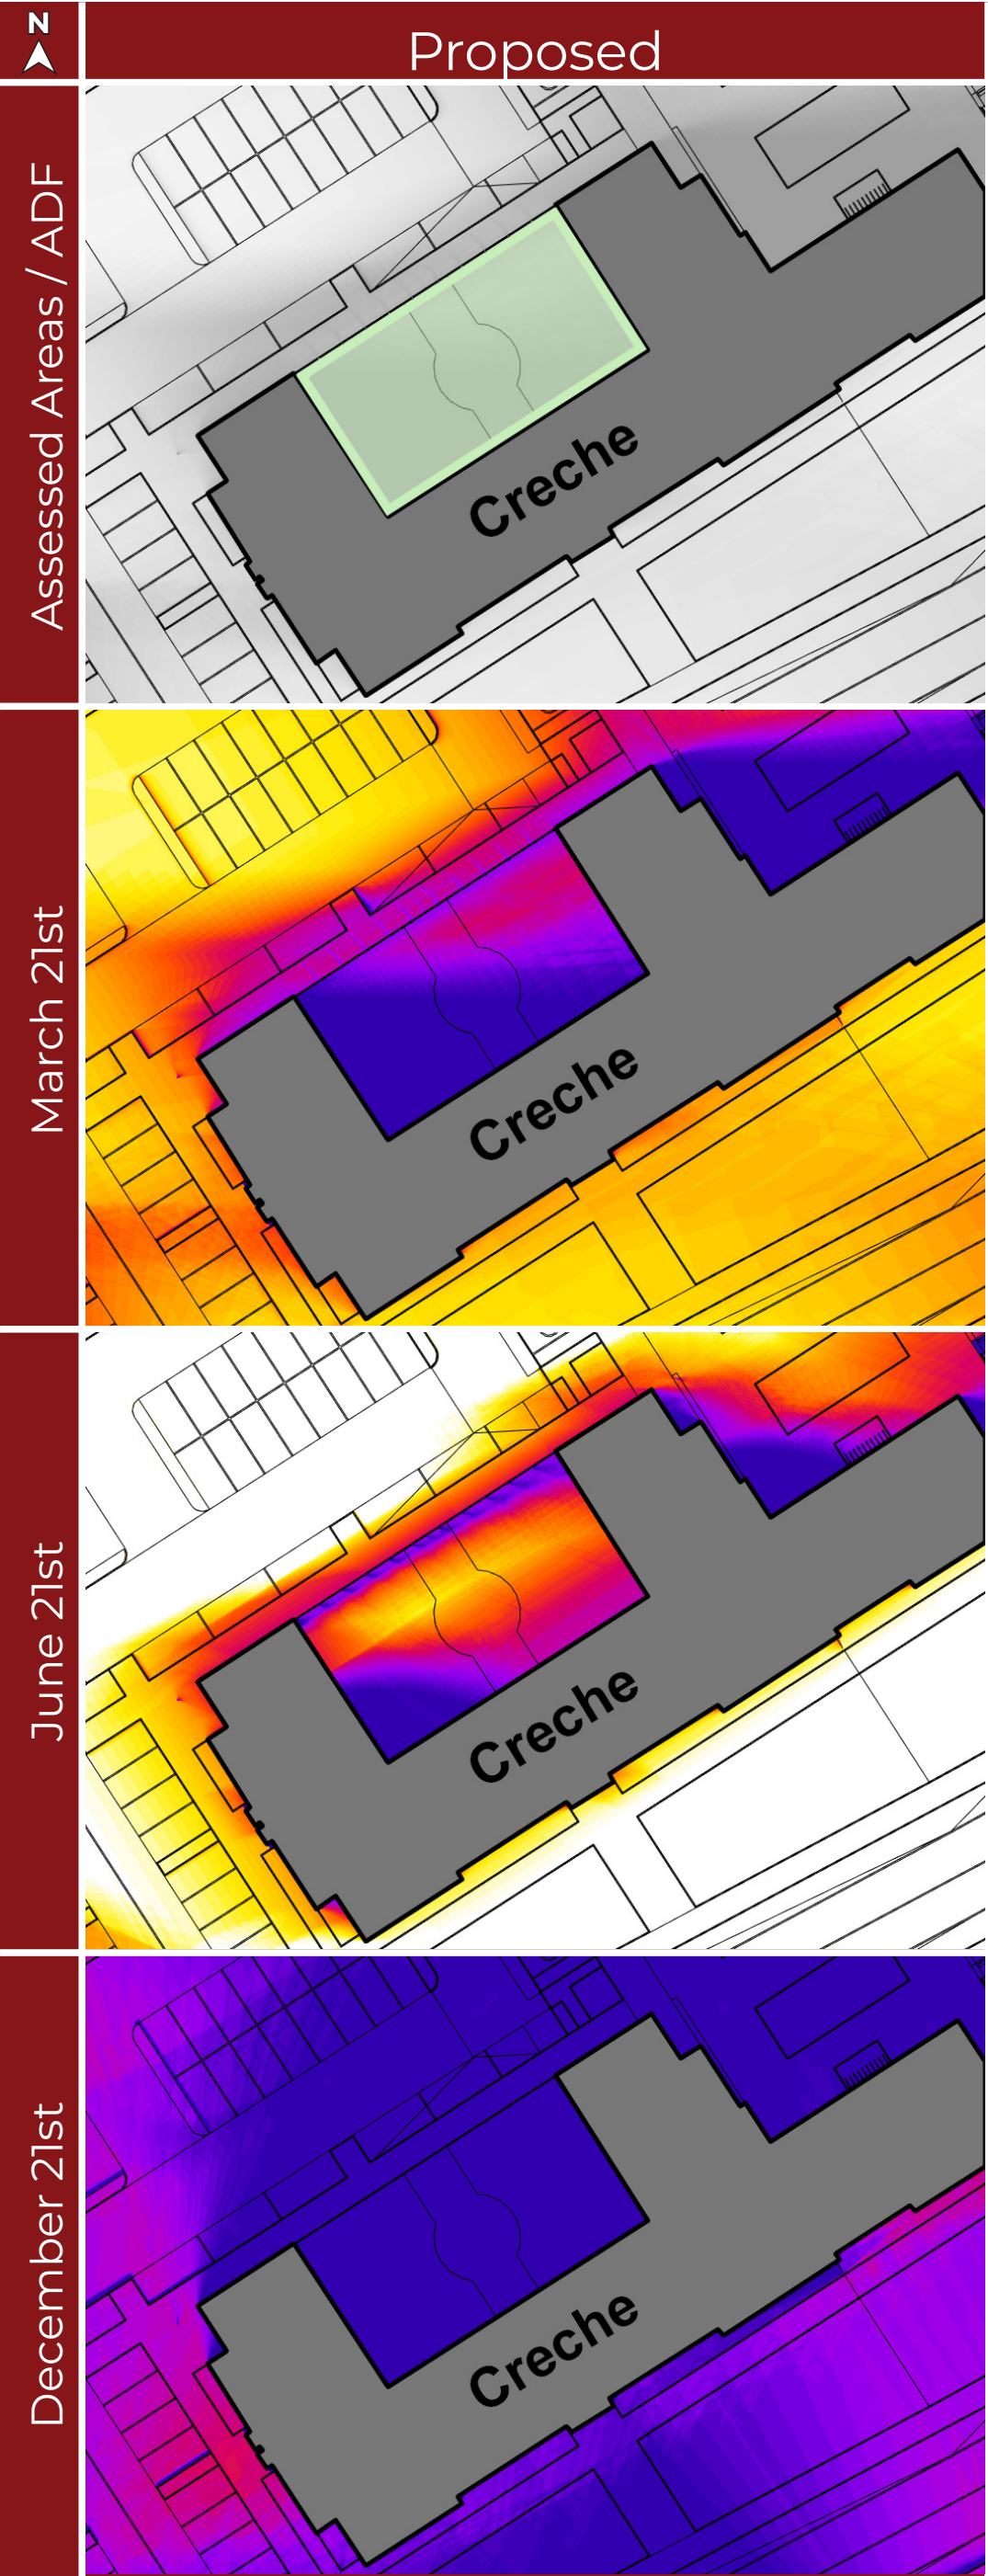 N
Proposed
Assessed Areas / ADF
Creche
March 21st
Creche
June 21st
Creche
December 21st
Creche